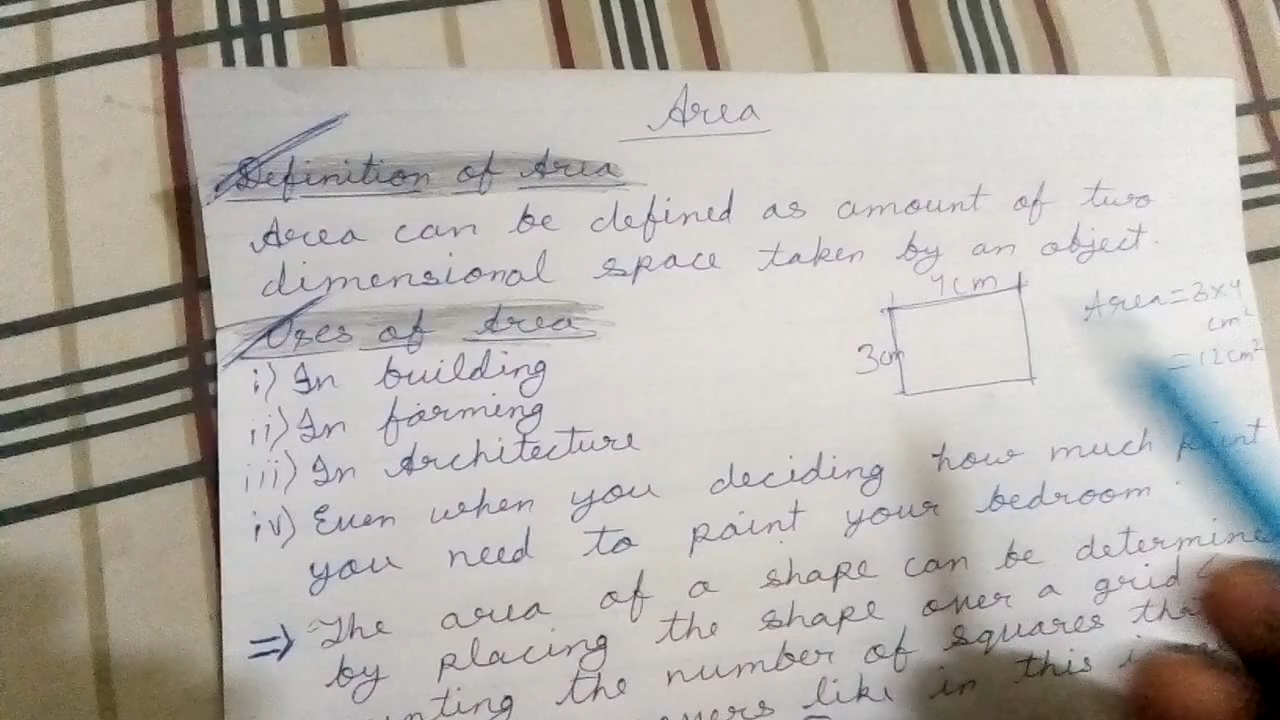 Area
Definition of Area
Area can be defined as amount of two
dimensional space taken by an object.
4cm
Area=3×4
cm²
3cm
=12cm²
Uses of Area
i) In building
ii) In farming
iii) In Architecture
iv) Even when you deciding how much paint
you need to paint your bedroom.
⇒ The area of a shape can be determine
by placing the shape over a grid
the number of squares
like in this